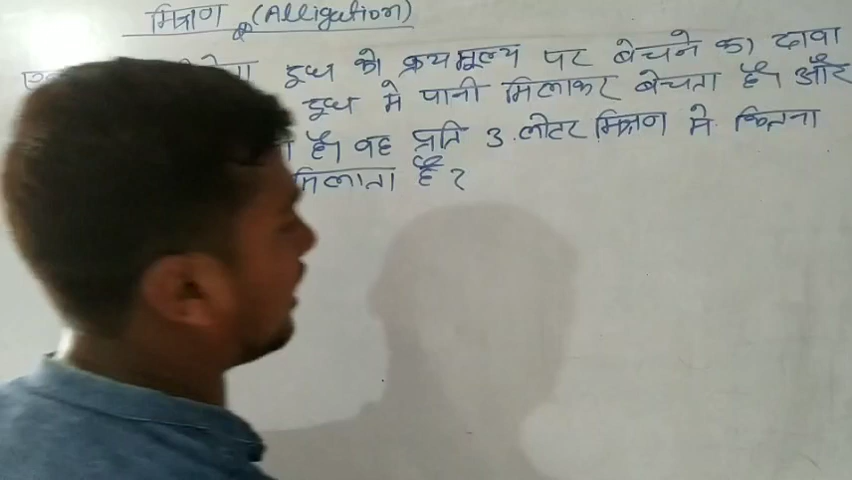 मिश्रण (Alligation)
दुध को क्रयमूल्य पर बेचने का दावा
दुध मे पानी मिलाकर बेचता है। और
है। वह प्रति 3 लीटर मिश्रण मे कितना
मिलाता है?